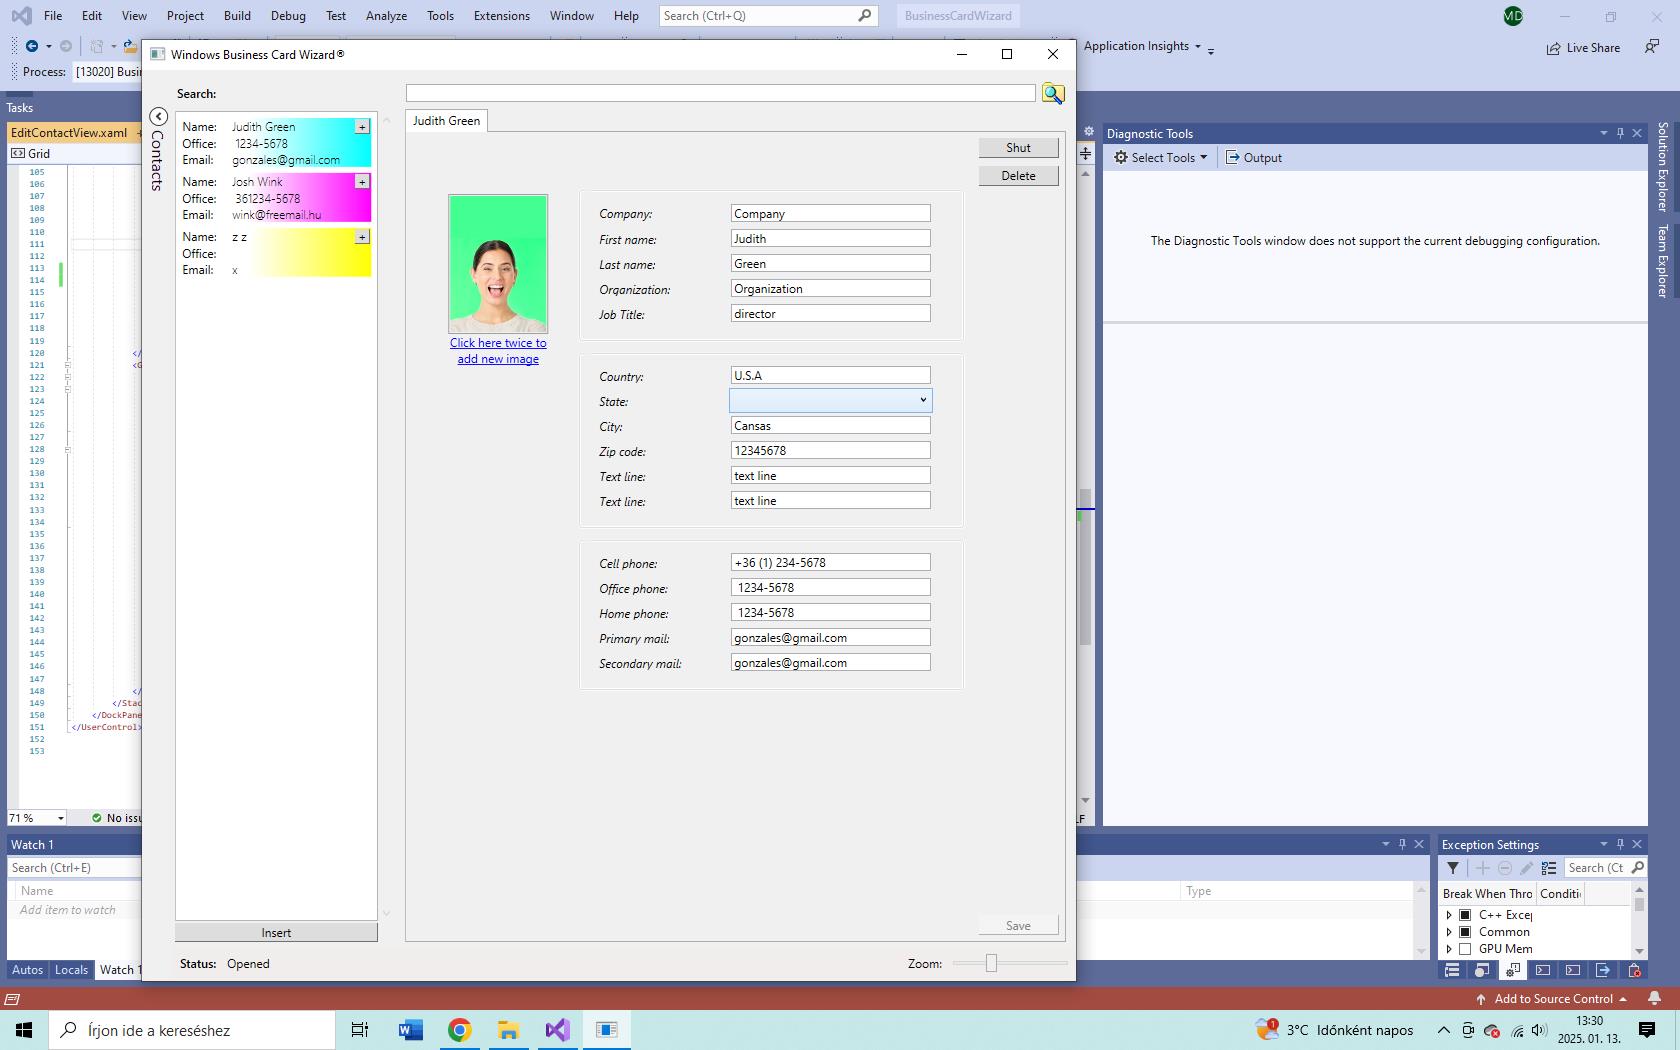 File Edit View Project Build Debug Test Analyze Tools Extensions Window Help Search (Ctrl+Q) BusinessCardWizard MD
Application Insights Live Share
Process: [13020] Busi
Tasks
EditContactView.xaml
Grid
105
106
107
108
109
110
111
112
113
114
115
116
117
118
119
120 </
121 <G
122
123
124
125
126
127
128
129
130
131
132
133
134
135
136
137
138
139
140
141
142
143
144
145
146
147
148 </
149 </Stac
150 </DockPane
151 </UserControl>
152
153
71 % No issu
Windows Business Card Wizard®
Search:
Contacts
Name: Judith Green +
Office: 1234-5678
Email: gonzales@gmail.com
Name: Josh Wink +
Office: 361234-5678
Email: wink@freemail.hu
Name: z z +
Office:
Email: x
Insert
Judith Green
Shut
Delete
Click here twice to
add new image
Company: Company
First name: Judith
Last name: Green
Organization: Organization
Job Title: director
Country: U.S.A
State:
City: Cansas
Zip code: 12345678
Text line: text line
Text line: text line
Cell phone: +36 (1) 234-5678
Office phone: 1234-5678
Home phone: 1234-5678
Primary mail: gonzales@gmail.com
Secondary mail: gonzales@gmail.com
Save
Status: Opened
Zoom:
Diagnostic Tools
Select Tools Output
The Diagnostic Tools window does not support the current debugging configuration.
Solution Explorer
Team Explorer
LF
Watch 1
Search (Ctrl+E)
Name
Type
Add item to watch
Autos Locals Watch 1
Exception Settings
Search (Ct
Break When Thro Conditi
C++ Excep
Common
GPU Mem
Add to Source Control
Írjon ide a kereséshez
1
3°C Időnként napos
13:30
2025. 01. 13.